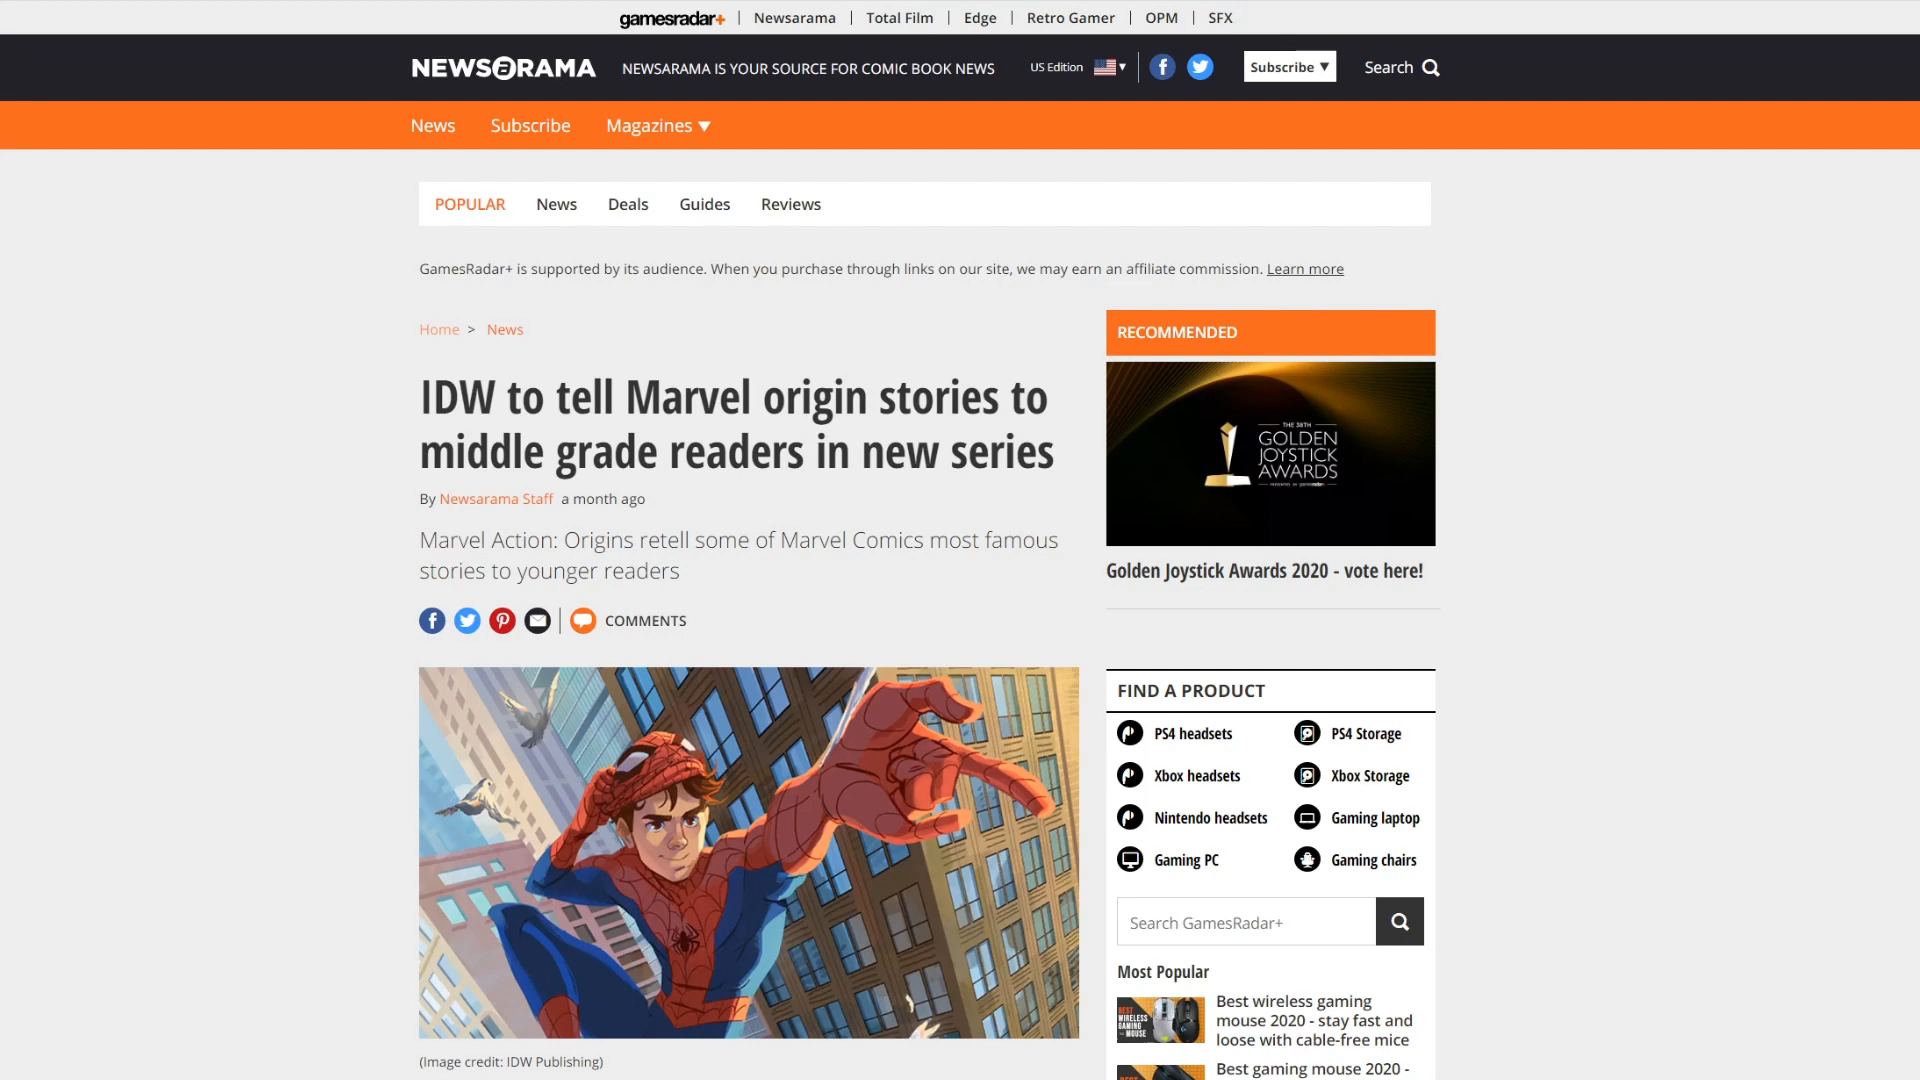 gamesradar+
Newsarama
Total Film
Edge
Retro Gamer
OPM
SFX
NEWSaRAMA
NEWSARAMA IS YOUR SOURCE FOR COMIC BOOK NEWS
US Edition
Subscribe ▼
Search
News
Subscribe
Magazines ▼
POPULAR
News
Deals
Guides
Reviews
GamesRadar+ is supported by its audience. When you purchase through links on our site, we may earn an affiliate commission. Learn more
Home > News
IDW to tell Marvel origin stories to
middle grade readers in new series
By Newsarama Staff a month ago
Marvel Action: Origins retell some of Marvel Comics most famous
stories to younger readers
COMMENTS
(Image credit: IDW Publishing)
RECOMMENDED
THE 38TH
GOLDEN
JOYSTICK
AWARDS
Golden Joystick Awards 2020 - vote here!
FIND A PRODUCT
PS4 headsets
PS4 Storage
Xbox headsets
Xbox Storage
Nintendo headsets
Gaming laptop
Gaming PC
Gaming chairs
Search GamesRadar+
Most Popular
BEST
WIRELESS
GAMING
MOUSE
Best wireless gaming
mouse 2020 - stay fast and
loose with cable-free mice
Best gaming mouse 2020 -